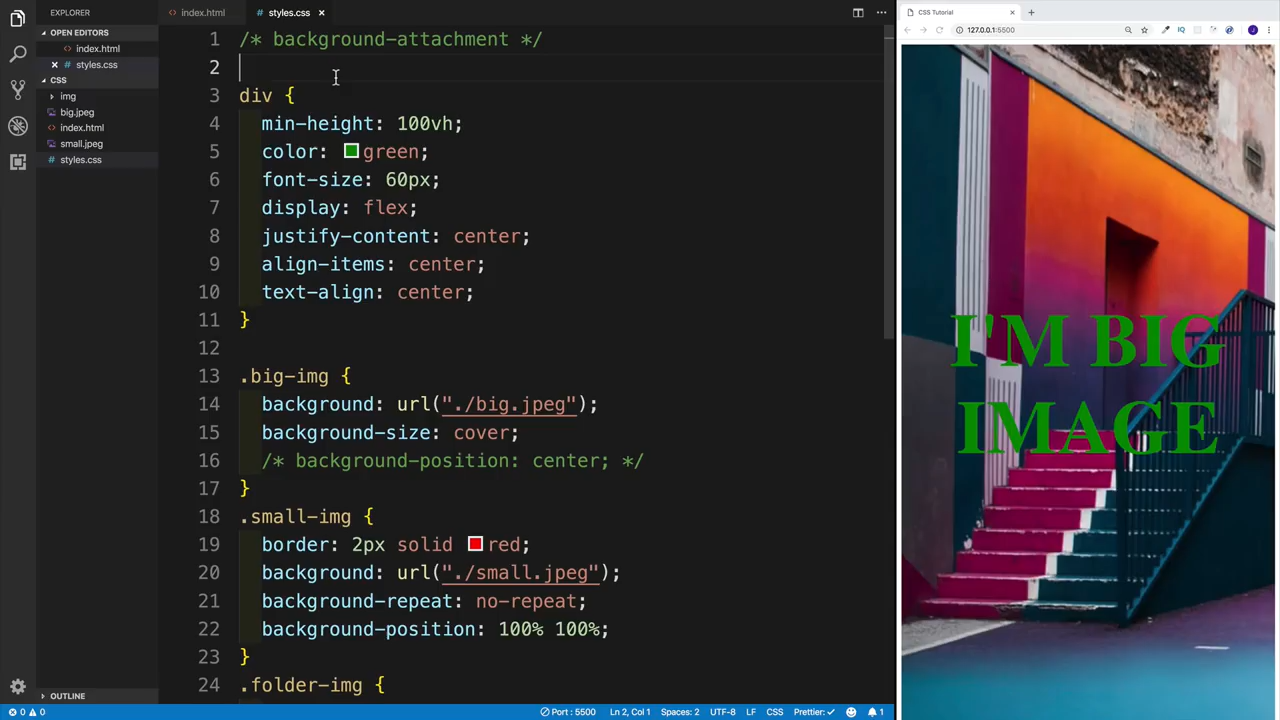 EXPLORER
OPEN EDITORS
index.html
styles.css
CSS
img
big.jpeg
index.html
small.jpeg
styles.css
OUTLINE
index.html
styles.css
1 /* background-attachment */
2
3 div {
4 min-height: 100vh;
5 color: green;
6 font-size: 60px;
7 display: flex;
8 justify-content: center;
9 align-items: center;
10 text-align: center;
11 }
12
13 .big-img {
14 background: url("./big.jpeg");
15 background-size: cover;
16 /* background-position: center; */
17 }
18 .small-img {
19 border: 2px solid red;
20 background: url("./small.jpeg");
21 background-repeat: no-repeat;
22 background-position: 100% 100%;
23 }
24 .folder-img {
0 0
Port : 5500
Ln 2, Col 1
Spaces: 2
UTF-8
LF
CSS
Prettier: ✓
1
CSS Tutorial
127.0.0.1:5500
IQ
J
I'M BIG
IMAGE